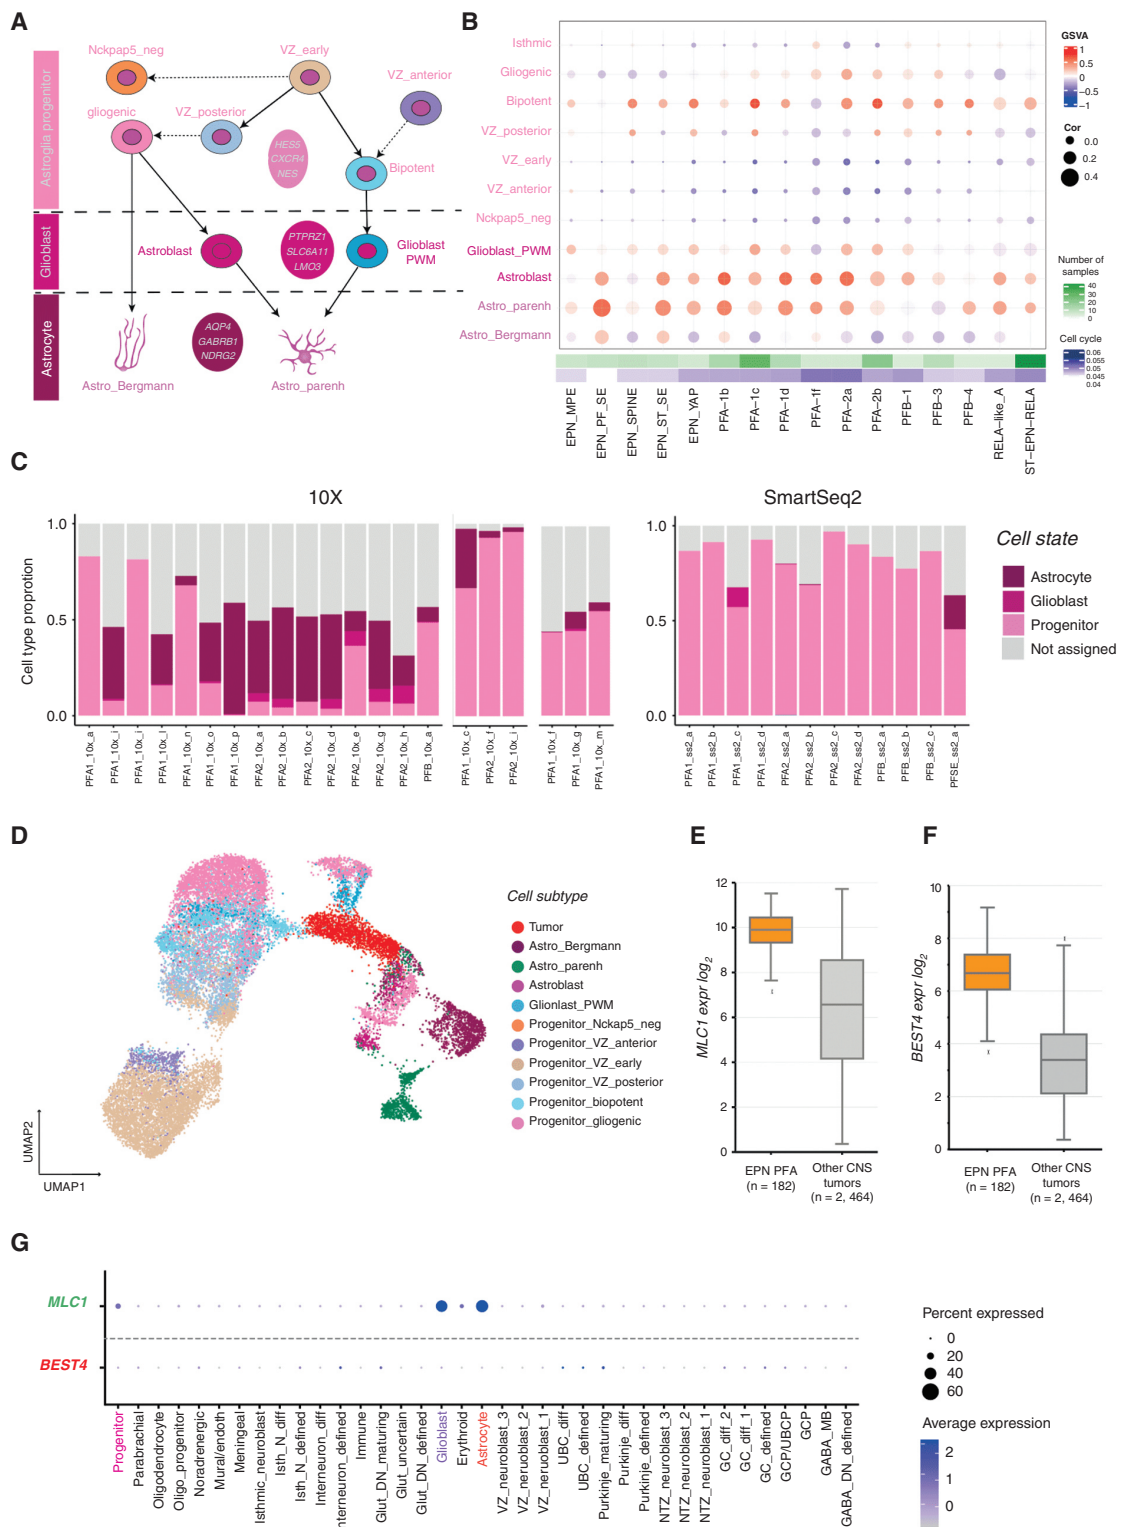 A
Astroglia progenitor
Glioblast
Astrocyte
Nckpap5_neg
VZ_early
VZ_anterior
gliogenic
VZ_posterior
HES5
CXCR4
NES
Bipotent
Astroblast
PTPRZ1
SLC6A11
LMO3
Glioblast
PWM
AQP4
GABRB1
NDRG2
Astro_Bergmann
Astro_parenh
B
Isthmic
Gliogenic
Bipotent
VZ_posterior
VZ_early
VZ_anterior
Nckpap5_neg
Glioblast_PWM
Astroblast
Astro_parenh
Astro_Bergmann
EPN_MPE
EPN_PF_SE
EPN_SPINE
EPN_ST_SE
EPN_YAP
PFA–1b
PFA–1c
PFA–1d
PFA–1f
PFA–2a
PFA–2b
PFB–1
PFB–3
PFB–4
RELA–like_A
ST–EPN–RELA
GSVA
1
0.5
0
−0.5
−1
Cor
0.0
0.2
0.4
Number of
samples
40
30
20
10
0
Cell cycle
0.06
0.055
0.05
0.045
0.04
C
10X
SmartSeq2
Cell type proprotion
1.0
0.5
0.0
PFA1_10x_a
PFA1_10x_i
PFA1_10x_i
PFA1_10x_l
PFA1_10x_n
PFA1_10x_o
PFA1_10x_p
PFA2_10x_a
PFA2_10x_b
PFA2_10x_c
PFA2_10x_d
PFA2_10x_e
PFA2_10x_g
PFA2_10x_h
PFB_10x_a
PFA1_10x_c
PFA2_10x_f
PFA2_10x_i
PFA1_10x_f
PFA1_10x_g
PFA1_10x_m
1.0
0.5
0.0
PFA1_ss2_a
PFA1_ss2_b
PFA1_ss2_c
PFA1_ss2_d
PFA2_ss2_a
PFA2_ss2_b
PFA2_ss2_c
PFA2_ss2_d
PFB_ss2_a
PFB_ss2_b
PFB_ss2_c
PFSE_ss2_a
Cell state
Astrocyte
Glioblast
Progenitor
Not assigned
D
UMAP2
UMAP1
Cell subtype
Tumor
Astro_Bergmann
Astro_parenh
Astroblast
Glionlast_PWM
Progenitor_Nckap5_neg
Progenitor_VZ_anterior
Progenitor_VZ_early
Progenitor_VZ_posterior
Progenitor_biopotent
Progenitor_gliogenic
E
MLC1 expr log2
12
10
8
6
4
2
0
EPN PFA
(n = 182)
Other CNS
tumors
(n = 2, 464)
F
BEST4 expr log2
10
8
6
4
2
0
EPN PFA
(n = 182)
Other CNS
tumors
(n = 2, 464)
G
MLC1
BEST4
Progenitor
Parabrachial
Oligodendrocyte
Oligo_progenitor
Noradrenergic
Mural/endoth
Meningeal
Isthmic_neuroblast
Isth_N_diff
Isth_N_defined
Interneuron_diff
nterneuron_defined
Immune
Glut_DN_maturing
Glut_uncertain
Glut_DN_defined
Glioblast
Erythroid
Astrocyte
VZ_neuroblast_3
VZ_neruoblast_2
VZ_neruoblast_1
UBC_diff
UBC_defined
Purkinje_maturing
Purkinje_diff
Purkinje_defined
NTZ_neuroblast_3
NTZ_neuroblast_2
NTZ_neuroblast_1
GC_diff_2
GC_diff_1
GC_defined
GCP/UBCP
GCP
GABA_MB
GABA_DN_defined
Percent expressed
0
20
40
60
Average expression
2
1
0